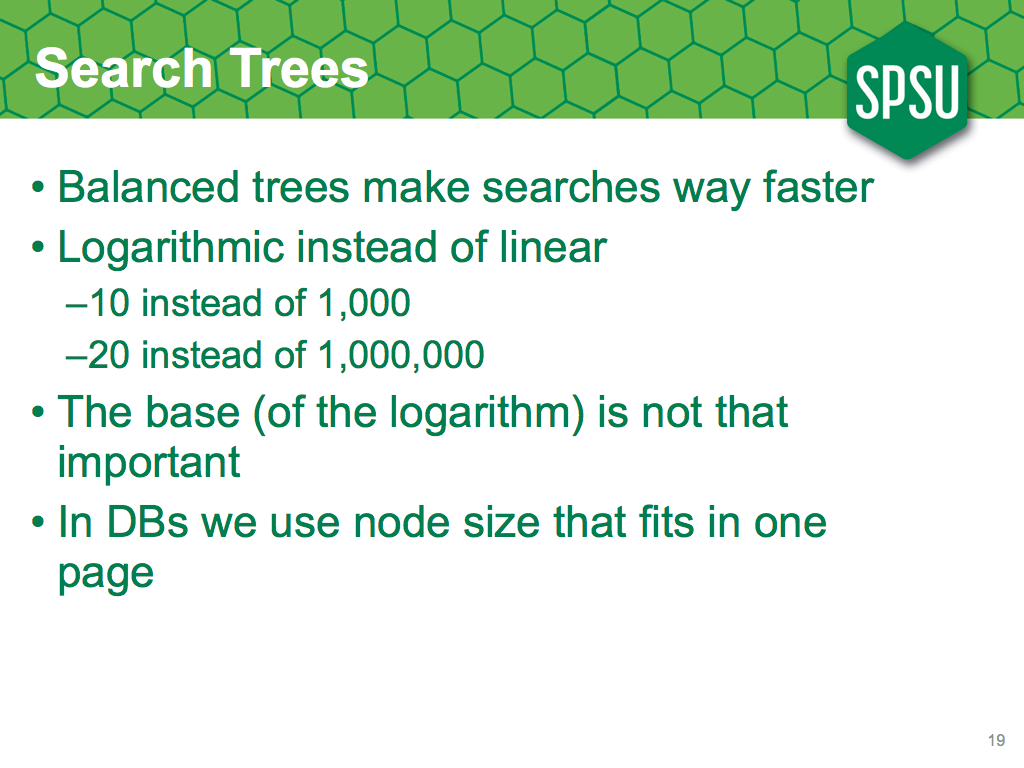 Search Trees
SPSU
• Balanced trees make searches way faster
• Logarithmic instead of linear
–10 instead of 1,000
–20 instead of 1,000,000
• The base (of the logarithm) is not that
important
• In DBs we use node size that fits in one
page
19